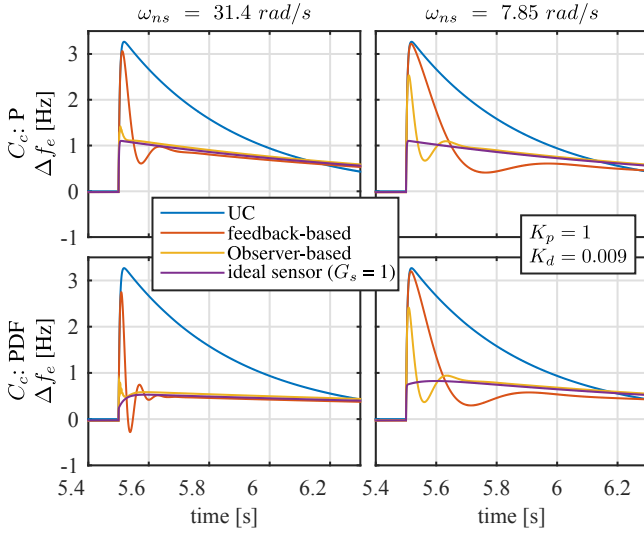 ω_ns = 31.4 rad/s
ω_ns = 7.85 rad/s
C_c: P
Δf_e [Hz]
3
2
1
0
-1
UC
feedback-based
Observer-based
ideal sensor (G_s = 1)
K_p = 1
K_d = 0.009
C_c: PDF
Δf_e [Hz]
3
2
1
0
-1
5.4 5.6 5.8 6 6.2
5.4 5.6 5.8 6 6.2
time [s]
time [s]